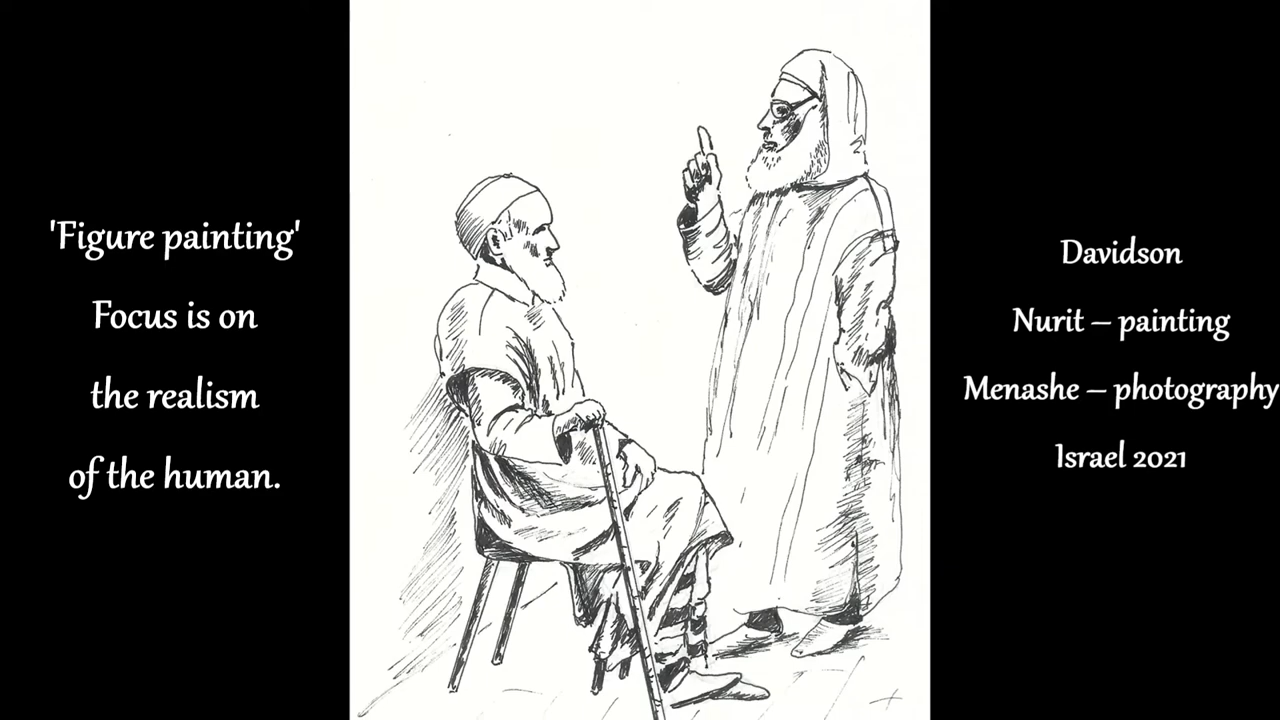 'Figure painting'
Focus is on
the realism
of the human.
Davidson
Nurit – painting
Menashe – photography
Israel 2021